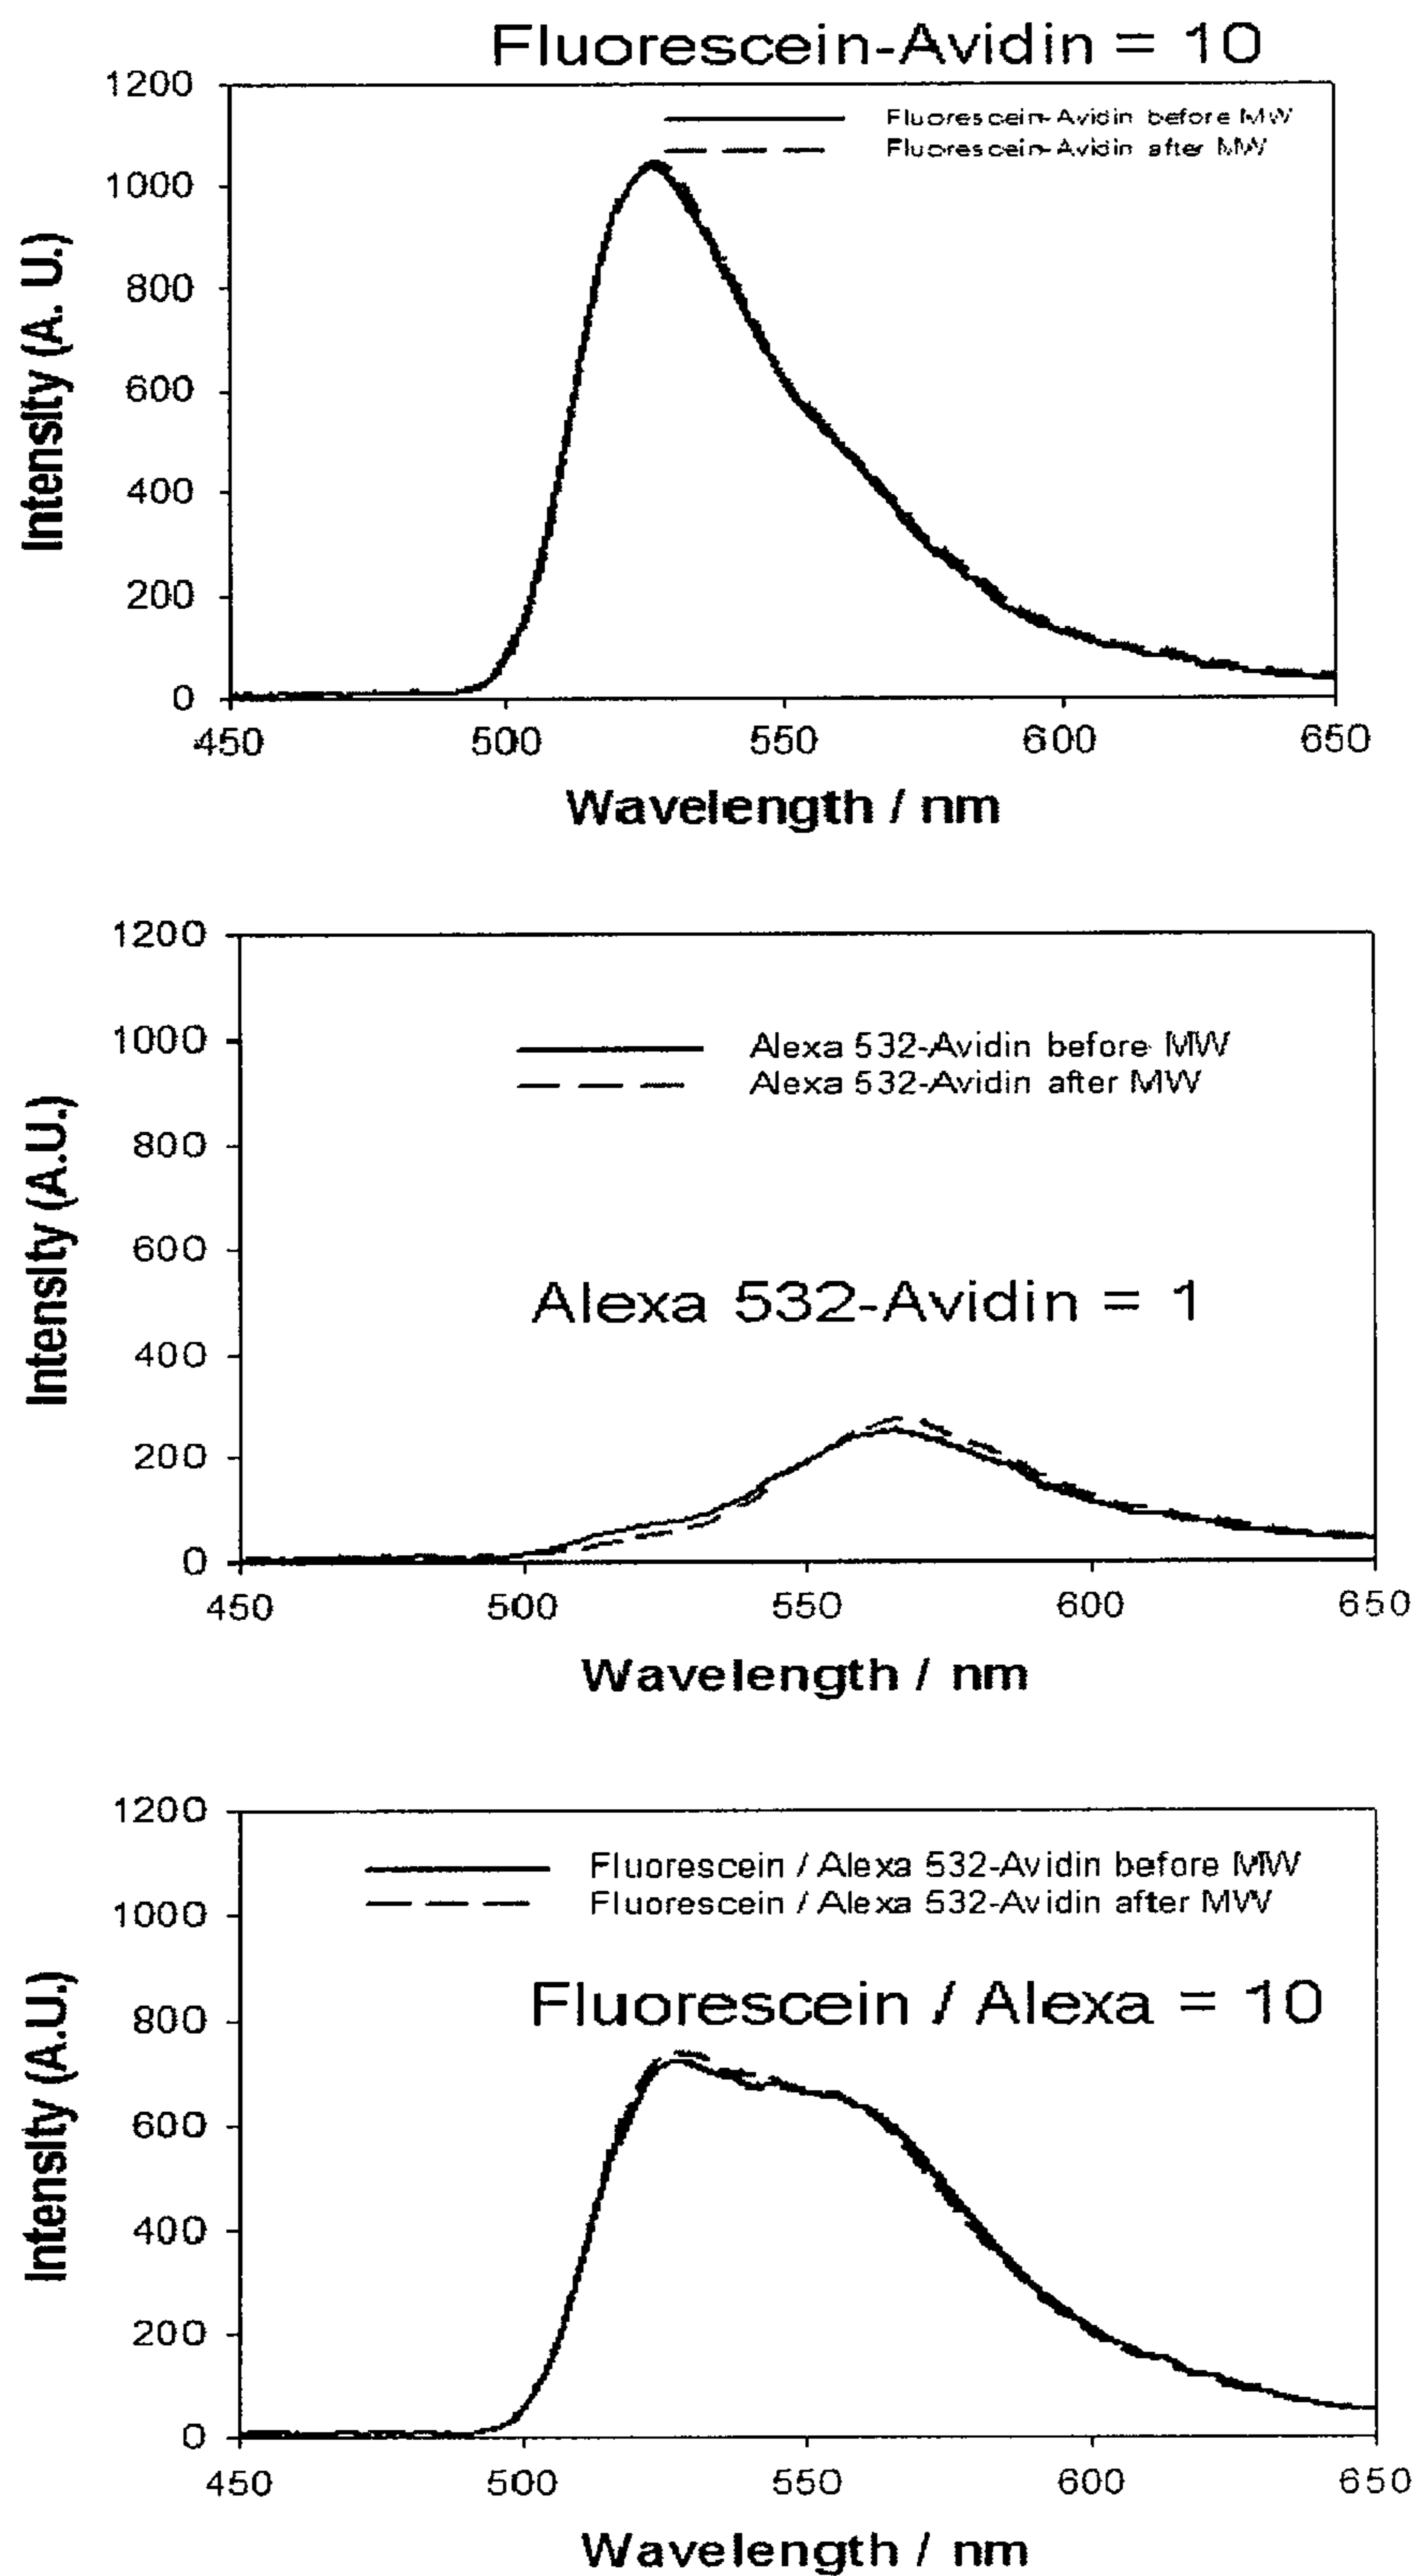 Fluorescein-Avidin = 10
1200
Fluorescein-Avidin before MW
Fluorescein-Avidin after MW
1000
800
600
400
200
0
Intensity (A. U.)
450 500 550 600 650
Wavelength / nm
1200
1000
Alexa 532-Avidin before MW
Alexa 532-Avidin after MW
800
600
Alexa 532-Avidin = 1
400
200
0
Intensity (A.U.)
450 500 550 600 650
Wavelength / nm
1200
Fluorescein / Alexa 532-Avidin before MW
Fluorescein / Alexa 532-Avidin after MW
1000
800
Fluorescein / Alexa = 10
600
400
200
0
Intensity (A.U.)
450 500 550 600 650
Wavelength / nm